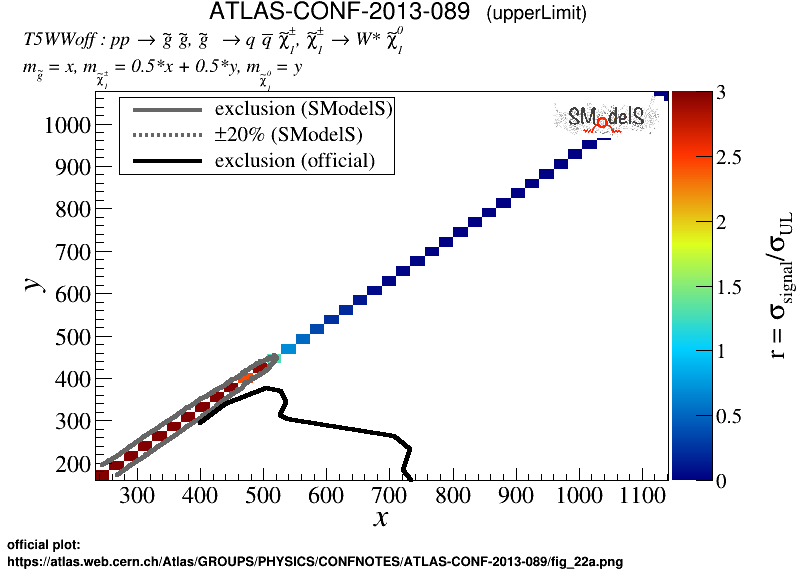 ATLAS-CONF-2013-089 (upperLimit)
T5WWoff : pp → g̃ g̃, g̃ → q q̅ χ̃₁±, χ̃₁± → W* χ̃₁⁰
m_g̃ = x, m_χ̃₁± = 0.5*x + 0.5*y, m_χ̃₁⁰ = y
exclusion (SModelS)
±20% (SModelS)
exclusion (official)
SModelS
y
1000
900
800
700
600
500
400
300
200
300 400 500 600 700 800 900 1000 1100
x
3
2.5
2
1.5
1
0.5
0
r = σ_signal/σ_UL
official plot:
https://atlas.web.cern.ch/Atlas/GROUPS/PHYSICS/CONFNOTES/ATLAS-CONF-2013-089/fig_22a.png